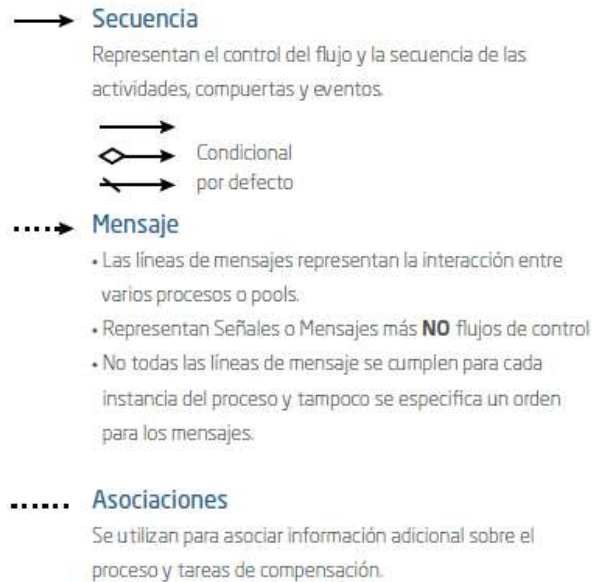 Secuencia
Representan el control del flujo y la secuencia de las
actividades, compuertas y eventos.
Condicional
por defecto
Mensaje
• Las líneas de mensajes representan la interacción entre
varios procesos o pools.
• Representan Señales o Mensajes más NO flujos de control
• No todas las líneas de mensaje se cumplen para cada
instancia del proceso y tampoco se especifica un orden
para los mensajes.
Asociaciones
Se utilizan para asociar información adicional sobre el
proceso y tareas de compensación.